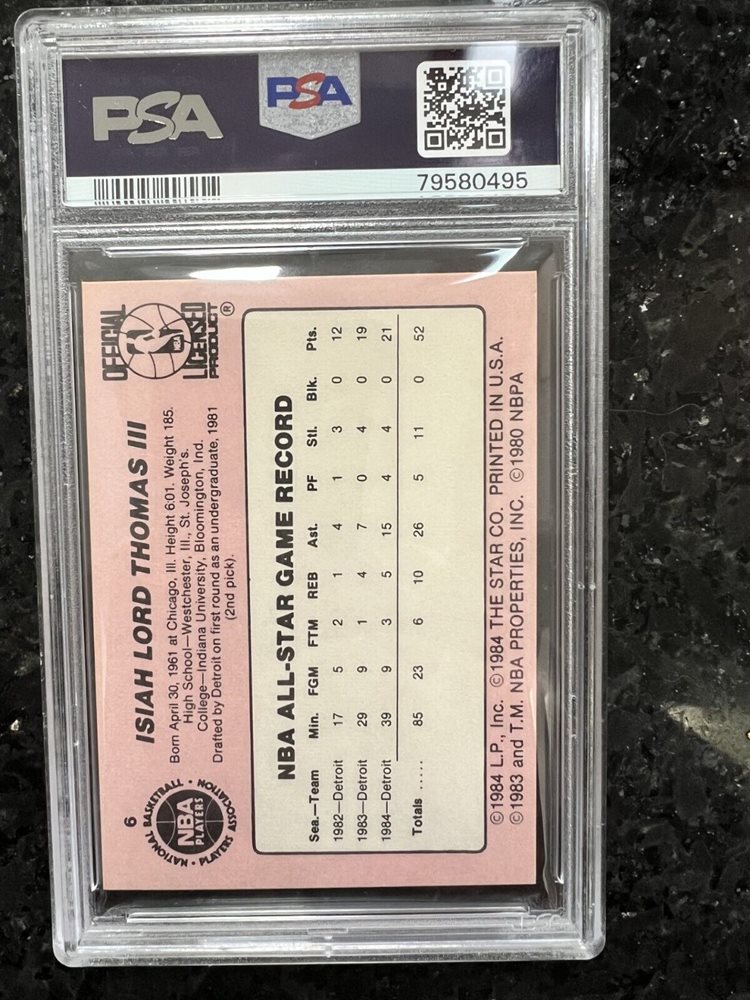 PSA
PSA
79580495
6
NATIONAL BASKETBALL
NBA
PLAYERS
PLAYERS ASSOCIATION
ISIAH LORD THOMAS III
Born April 30, 1961 at Chicago, Ill. Height 6:01. Weight 185.
High School—Westchester, Ill., St. Joseph's.
College—Indiana University, Bloomington, Ind.
Drafted by Detroit on first round as an undergraduate, 1981
(2nd pick).
OFFICIAL
NBA
LICENSED
PRODUCT ®
NBA ALL-STAR GAME RECORD
Sea.—Team Min. FGM FTM REB Ast. PF Stl. Blk. Pts.
1982—Detroit 17 5 2 1 4 1 3 0 12
1983—Detroit 29 9 1 4 7 0 4 0 19
1984—Detroit 39 9 3 5 15 4 4 0 21
Totals ..... 85 23 6 10 26 5 11 0 52
©1984 L.P., Inc. ©1984 THE STAR CO. PRINTED IN U.S.A.
©1983 and T.M. NBA PROPERTIES, INC. ©1980 NBPA